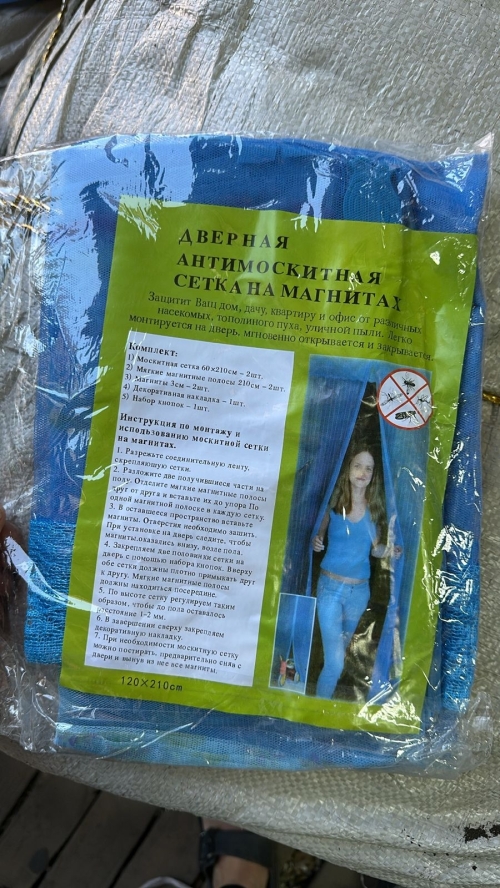 ДВЕРНАЯ
АНТИМОСКИТНАЯ
СЕТКА НА МАГНИТАХ
Защитит Ваш дом, дачу, квартиру и офис от различных
насекомых, тополиного пуха, уличной пыли. Легко
монтируется на дверь, мгновенно открывается и закрывается.
Комплект:
1) Москитная сетка 60х210см – 2шт.
2) Мягкие магнитные полосы 210см – 2шт.
3) Магниты 3см – 2шт.
4) Декоративная накладка – 1шт.
5) Набор кнопок – 1шт.
Инструкция по монтажу и
использованию москитной сетки
на магнитах.
1. Разрежьте соединительную ленту,
скрепляющую сетки.
2. Разложите две получившиеся части на
полу. Отделите мягкие магнитные полосы
друг от друга и вставьте их до упора По
одной магнитной полоске в каждую сетку.
3. В оставшееся пространство вставьте
магниты. Отверстия необходимо зашить.
При установке на дверь следите, чтобы
магниты.оказались внизу, возле пола.
4. Закрепляем две половинки сетки на
дверь с помощью набора кнопок. Вверху
обе сетки должны плотно примыкать друг
к другу. Мягкие магнитные полосы
должны находиться посередине.
5. По высоте сетку регулируем таким
образом, чтобы до пола оставалось
расстояние 1-2 мм.
6. В завершении сверху закрепляем
декоративную накладку.
7. При необходимости москитную сетку
можно постирать, предварительно сняв с
двери и вынув из нее все магниты.
120×210cm